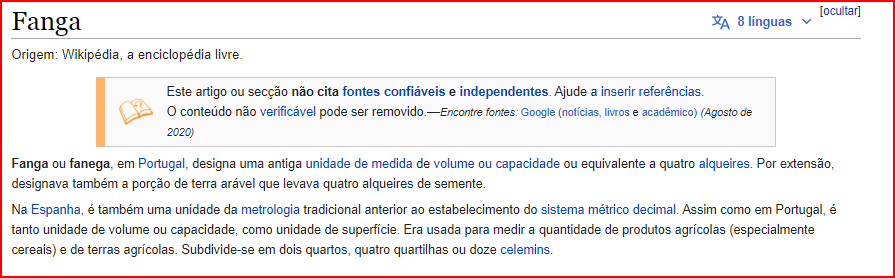 [ocultar]
Fanga
8 línguas
Origem: Wikipédia, a enciclopédia livre.
Este artigo ou secção não cita fontes confiáveis e independentes. Ajude a inserir referências.
O conteúdo não verificável pode ser removido.—Encontre fontes: Google (notícias, livros e acadêmico) (Agosto de
2020)
Fanga ou fanega, em Portugal, designa uma antiga unidade de medida de volume ou capacidade ou equivalente a quatro alqueires. Por extensão,
designava também a porção de terra arável que levava quatro alqueires de semente.
Na Espanha, é também uma unidade da metrologia tradicional anterior ao estabelecimento do sistema métrico decimal. Assim como em Portugal, é
tanto unidade de volume ou capacidade, como unidade de superfície. Era usada para medir a quantidade de produtos agrícolas (especialmente
cereais) e de terras agrícolas. Subdivide-se em dois quartos, quatro quartilhas ou doze celemins.